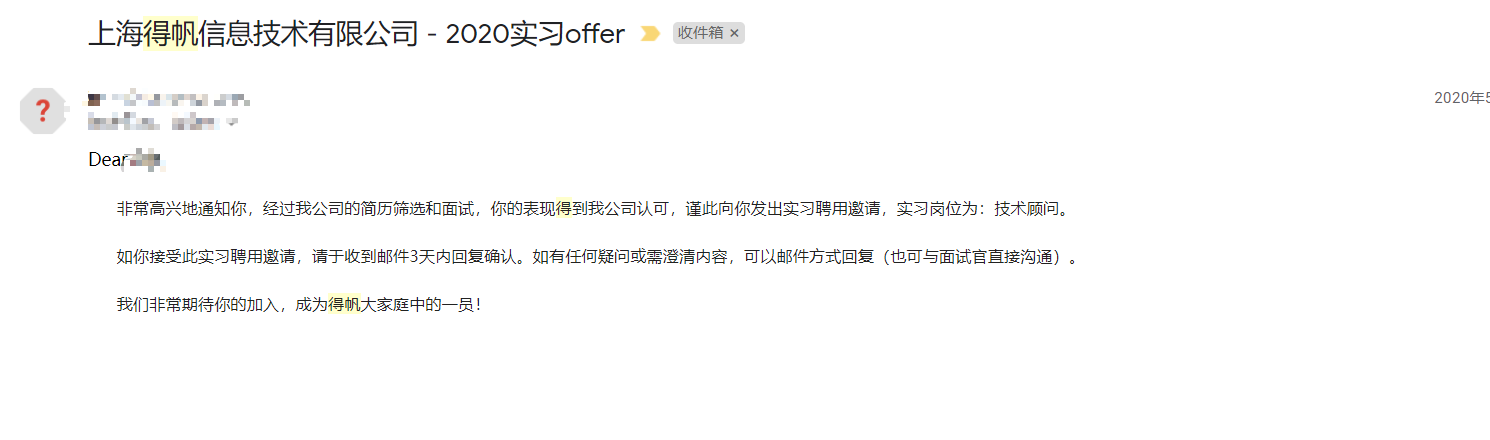 上海得帆信息技术有限公司 - 2020实习offer 收件箱 ×
2020年5
Dear
非常高兴地通知你，经过我公司的简历筛选和面试，你的表现得到我公司认可，谨此向你发出实习聘用邀请，实习岗位为：技术顾问。
如你接受此实习聘用邀请，请于收到邮件3天内回复确认。如有任何疑问或需澄清内容，可以邮件方式回复（也可与面试官直接沟通）。
我们非常期待你的加入，成为得帆大家庭中的一员！